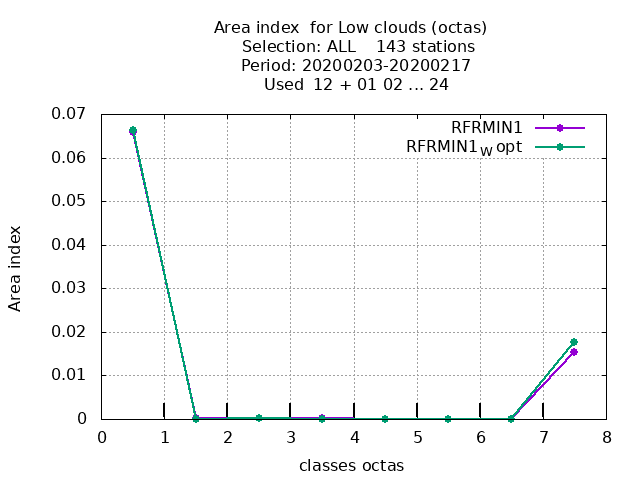 Area index  for Low clouds (octas)
Selection: ALL    143 stations
Period: 20200203-20200217
Used  12 + 01 02 ... 24
RFRMIN1
RFRMIN1W opt
Area index
0.07
0.06
0.05
0.04
0.03
0.02
0.01
0
0 1 2 3 4 5 6 7 8
classes octas